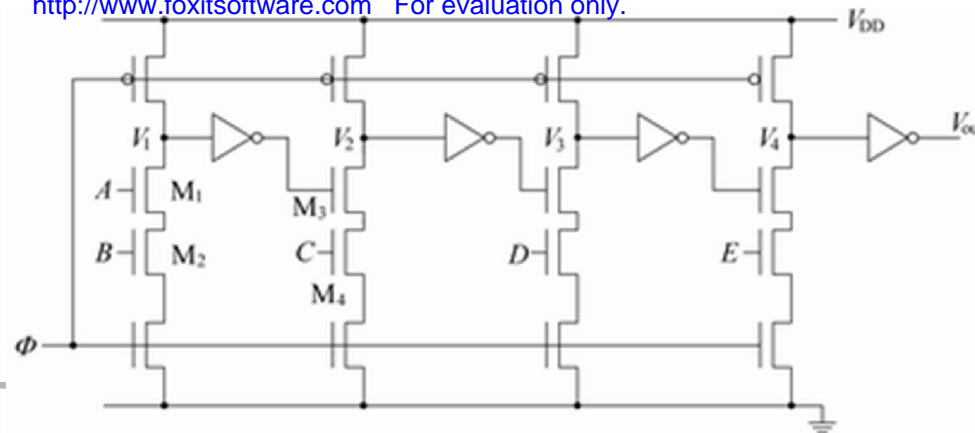 http://www.foxitsoftware.com For evaluation only.
VDD
V1 V2 V3 V4
A M1
M3
B M2 C D E
M4
Φ